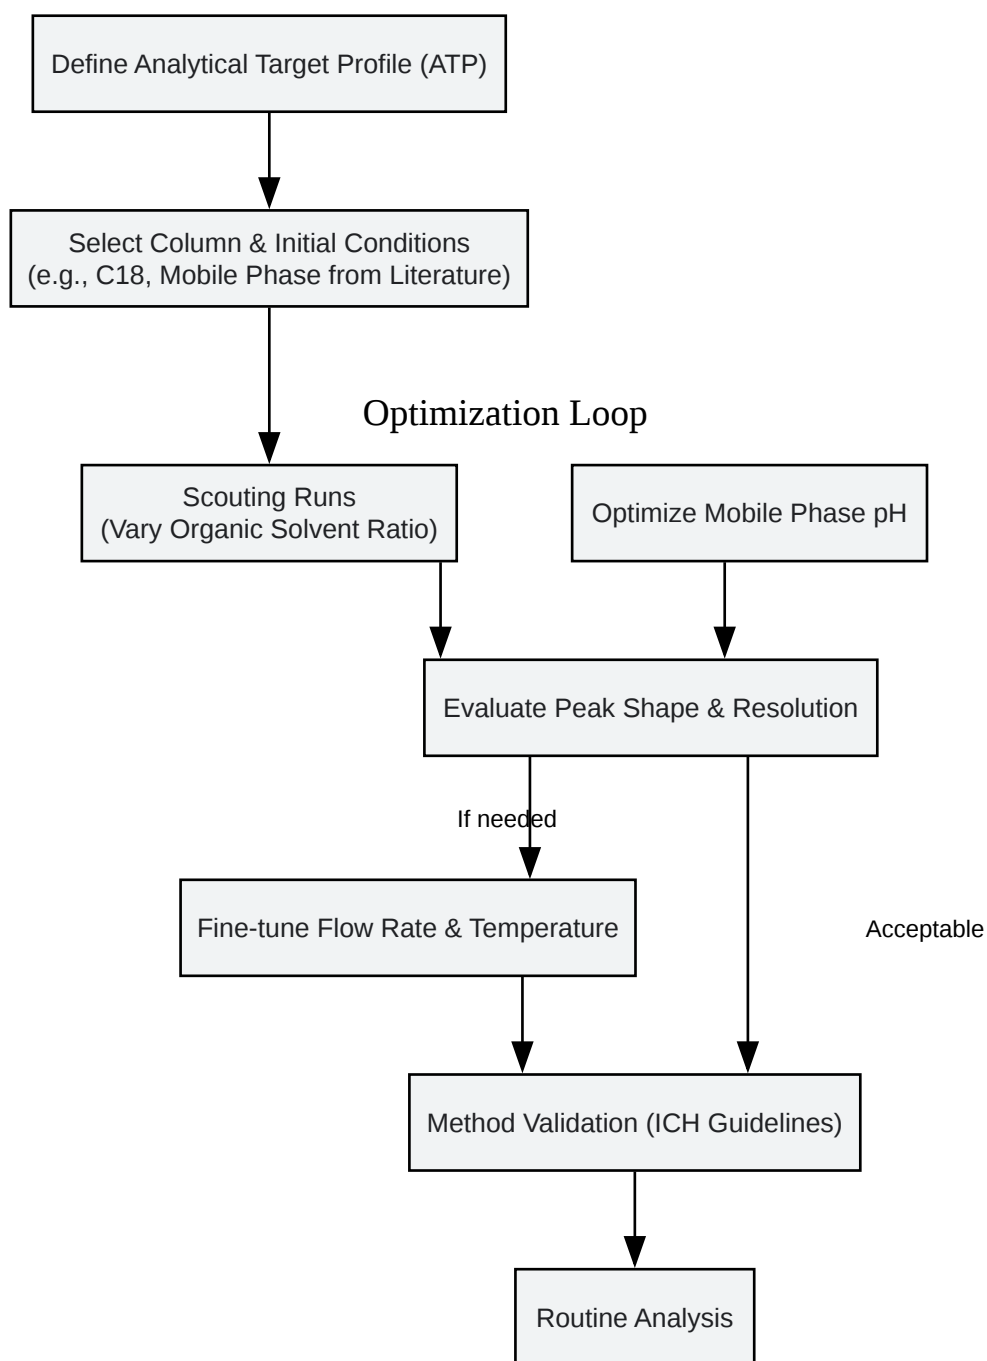 Define Analytical Target Profile (ATP)
Select Column & Initial Conditions
(e.g., C18, Mobile Phase from Literature)
Optimization Loop
Scouting Runs
(Vary Organic Solvent Ratio)
Optimize Mobile Phase pH
Evaluate Peak Shape & Resolution
If needed
Fine-tune Flow Rate & Temperature
Acceptable
Method Validation (ICH Guidelines)
Routine Analysis